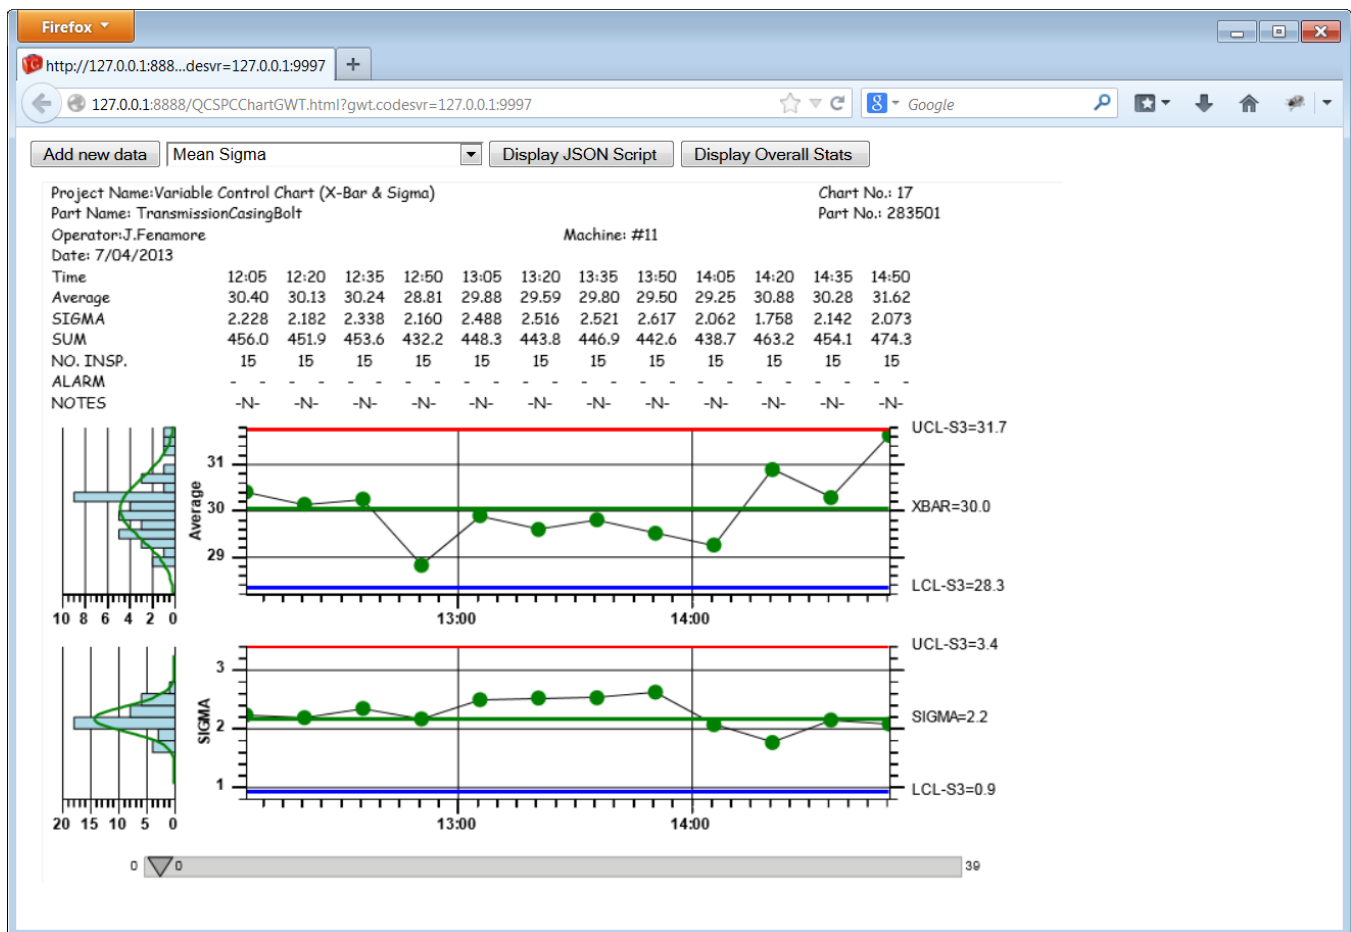 Firefox
http://127.0.0.1:888...desvr=127.0.0.1:9997
127.0.0.1:8888/QCSPCChartGWT.html?gwt.codesvr=127.0.0.1:9997 8 Google
Add new data Mean Sigma Display JSON Script Display Overall Stats
Project Name:Variable Control Chart (X-Bar & Sigma) Chart No.: 17
Part Name: TransmissionCasingBolt Part No.: 283501
Operator:J.Fenamore Machine: #11
Date: 7/04/2013
Time 12:05 12:20 12:35 12:50 13:05 13:20 13:35 13:50 14:05 14:20 14:35 14:50
Average 30.40 30.13 30.24 28.81 29.88 29.59 29.80 29.50 29.25 30.88 30.28 31.62
SIGMA 2.228 2.182 2.338 2.160 2.488 2.516 2.521 2.617 2.062 1.758 2.142 2.073
SUM 456.0 451.9 453.6 432.2 448.3 443.8 446.9 442.6 438.7 463.2 454.1 474.3
NO. INSP. 15 15 15 15 15 15 15 15 15 15 15 15
ALARM - - - - - - - - - - - - - - - - - - - - - - - -
NOTES -N- -N- -N- -N- -N- -N- -N- -N- -N- -N- -N- -N-
UCL-S3=31.7
31
Average
30
XBAR=30.0
29
LCL-S3=28.3
10 8 6 4 2 0 13:00 14:00
UCL-S3=3.4
3
SIGMA
2
SIGMA=2.2
1
LCL-S3=0.9
20 15 10 5 0 13:00 14:00
0 0 39